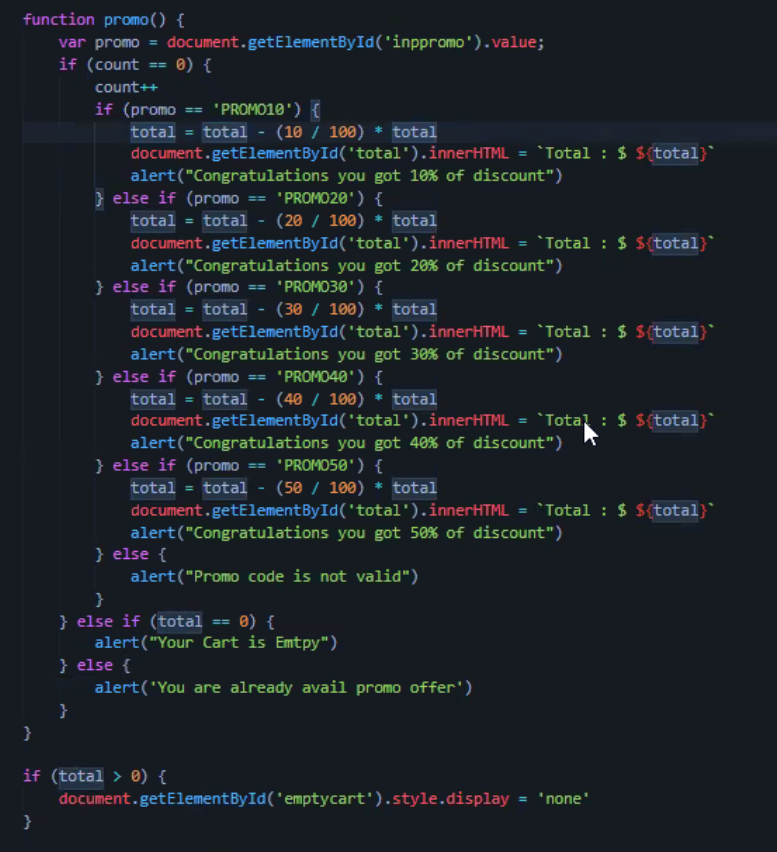 function promo() {
    var promo = document.getElementById('inppromo').value;
    if (count == 0) {
        count++
        if (promo == 'PROMO10') {
            total = total - (10 / 100) * total
            document.getElementById('total').innerHTML = `Total : $ ${total}`
            alert("Congratulations you got 10% of discount")
        } else if (promo == 'PROMO20') {
            total = total - (20 / 100) * total
            document.getElementById('total').innerHTML = `Total : $ ${total}`
            alert("Congratulations you got 20% of discount")
        } else if (promo == 'PROMO30') {
            total = total - (30 / 100) * total
            document.getElementById('total').innerHTML = `Total : $ ${total}`
            alert("Congratulations you got 30% of discount")
        } else if (promo == 'PROMO40') {
            total = total - (40 / 100) * total
            document.getElementById('total').innerHTML = `Total : $ ${total}`
            alert("Congratulations you got 40% of discount")
        } else if (promo == 'PROMO50') {
            total = total - (50 / 100) * total
            document.getElementById('total').innerHTML = `Total : $ ${total}`
            alert("Congratulations you got 50% of discount")
        } else {
            alert("Promo code is not valid")
        }
    } else if (total == 0) {
        alert("Your Cart is Emtpy")
    } else {
        alert('You are already avail promo offer')
    }
}
if (total > 0) {
    document.getElementById('emptycart').style.display = 'none'
}